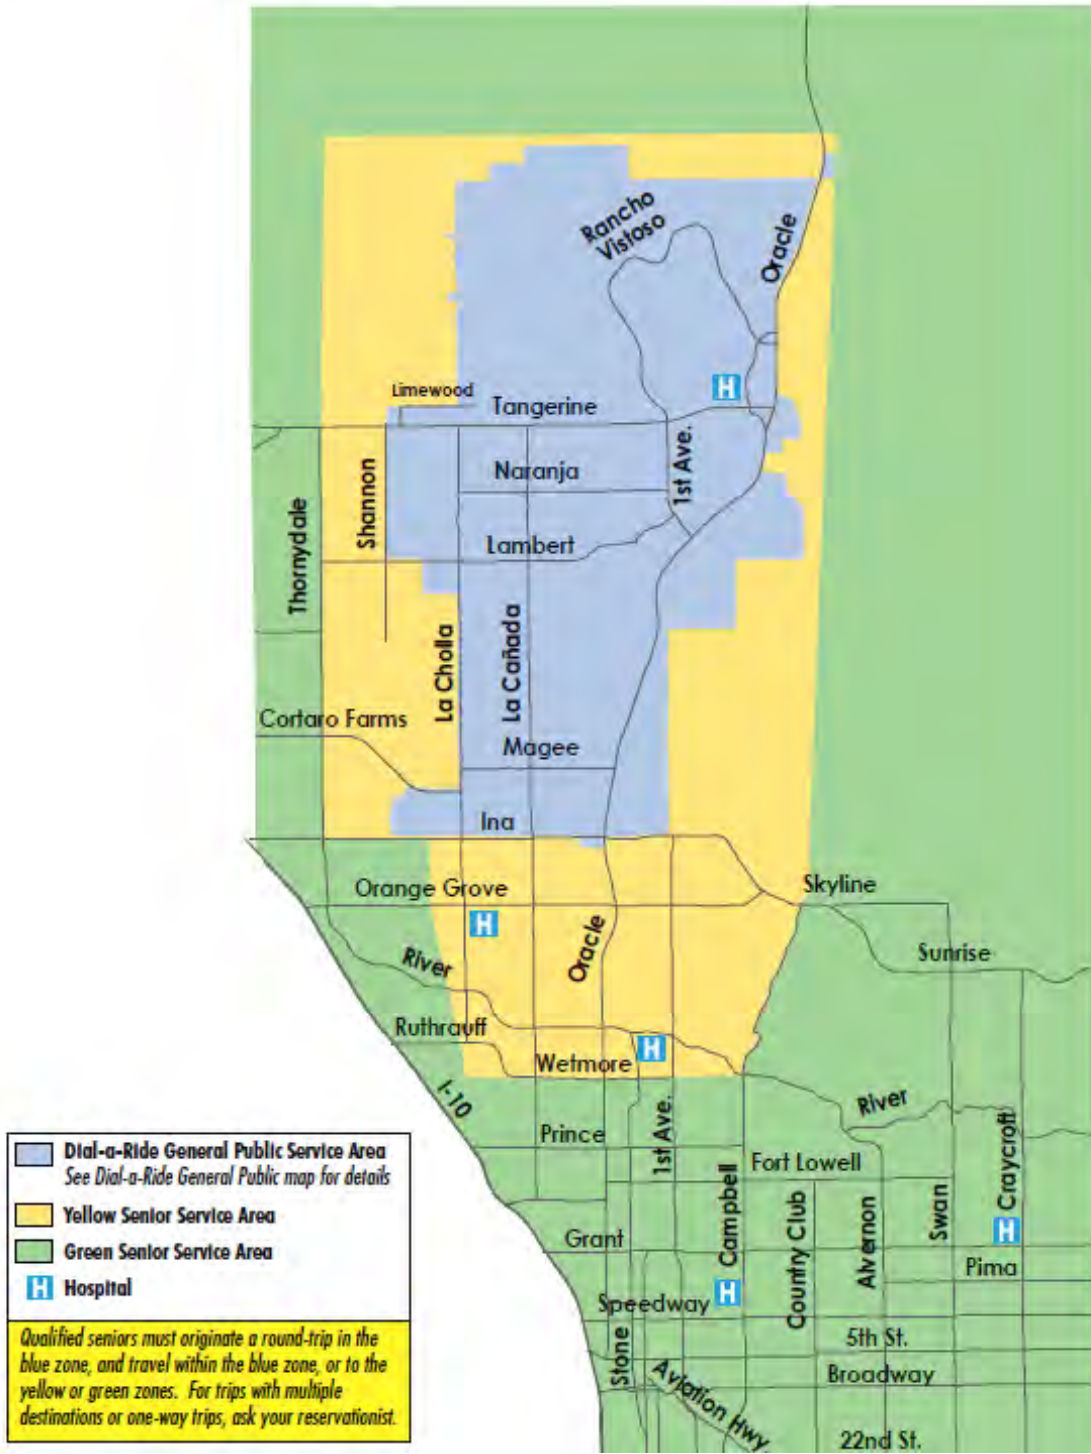 Rancho
Vistoso
Oracle
H
Limewood
Tangerine
Naranja
1st Ave.
Shannon
Thornydale
Lambert
La Cholla
La Cañada
Cortaro Farms
Magee
Ina
Orange Grove
Skyline
H
Oracle
River
Sunrise
Ruthrauff
H
Wetmore
I-10
River
1st Ave.
Prince
Fort Lowell
Craycroft
Campbell
Country Club
Alvernon
Swan
H
Grant
Pima
H
Speedway
5th St.
Stone
Broadway
Aviation Hwy.
22nd St.
Dial-a-Ride General Public Service Area
See Dial-a-Ride General Public map for details
Yellow Senior Service Area
Green Senior Service Area
H Hospital
Qualified seniors must originate a round-trip in the
blue zone, and travel within the blue zone, or to the
yellow or green zones. For trips with multiple
destinations or one-way trips, ask your reservationist.